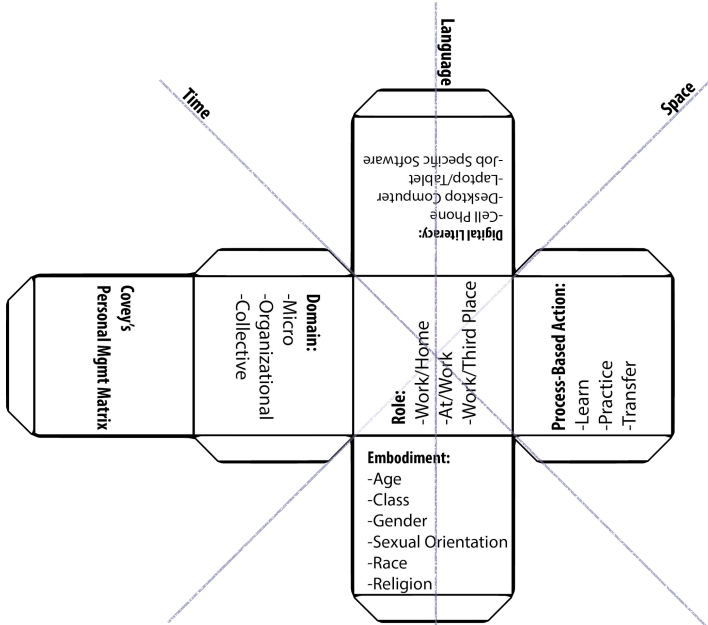 Language
Time
Space
Digital Literacy:
-Cell Phone
-Desktop Computer
-Laptop/Tablet
-Job Specific Software
Covey's
Personal Mgmt Matrix
Domain:
-Micro
-Organizational
-Collective
Role:
-Work/Home
-At/Work
-Work/Third Place
Process-Based Action:
-Learn
-Practice
-Transfer
Embodiment:
-Age
-Class
-Gender
-Sexual Orientation
-Race
-Religion